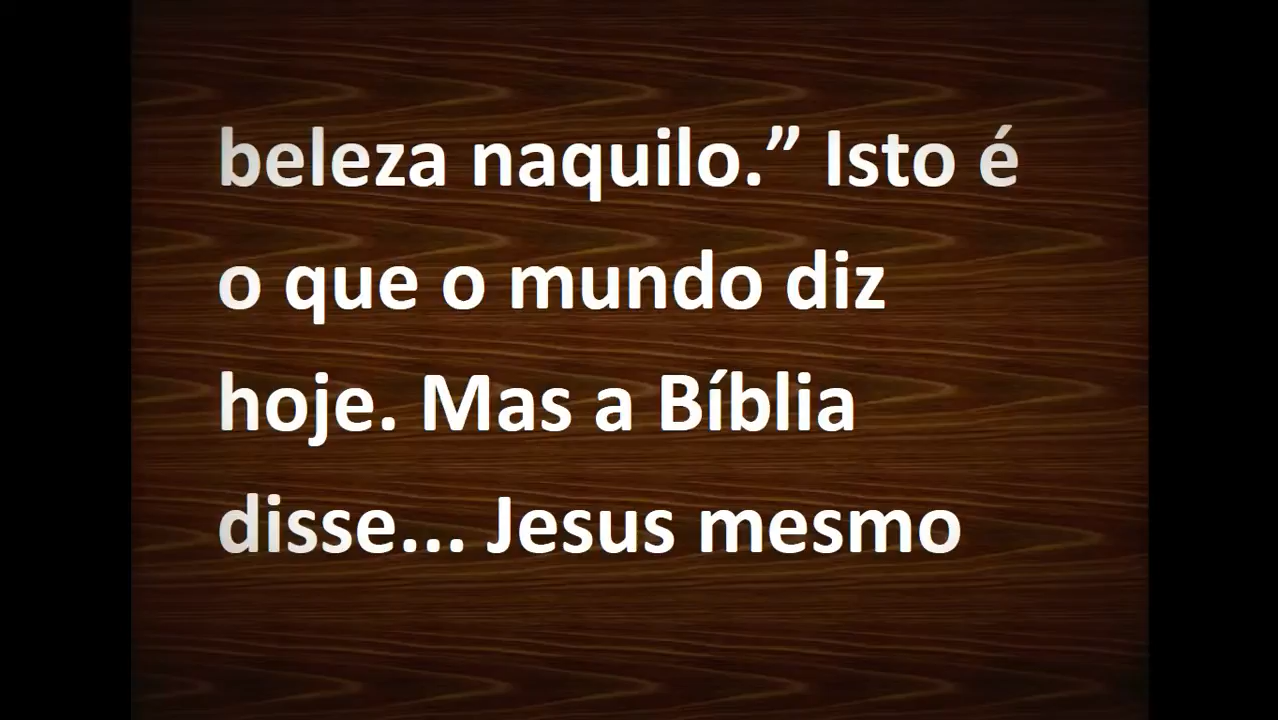 beleza naquilo.” Isto é
o que o mundo diz
hoje. Mas a Bíblia
disse... Jesus mesmo